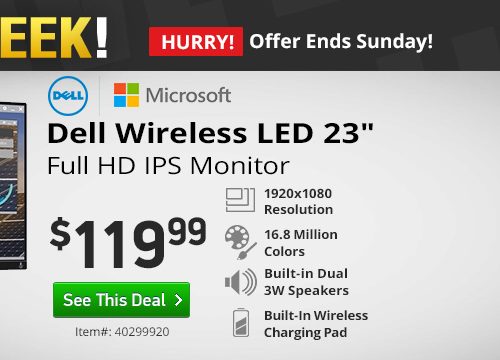 EEK!
HURRY! Offer Ends Sunday!
DELL Microsoft
Dell Wireless LED 23"
Full HD IPS Monitor
1920x1080
Resolution
$119.99
16.8 Million
Colors
Built-in Dual
3W Speakers
See This Deal >
Built-In Wireless
Charging Pad
Item#: 40299920